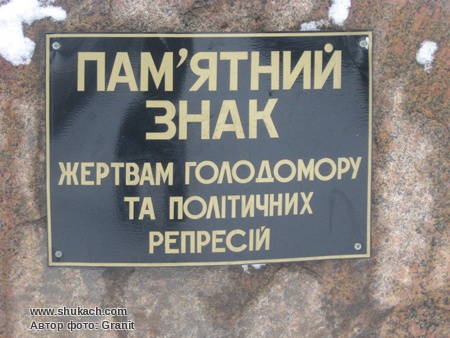 ПАМ'ЯТНИЙ
ЗНАК
ЖЕРТВАМ ГОЛОДОМОРУ
ТА ПОЛІТИЧНИХ
РЕПРЕСІЙ
www.shukach.com
Автор фото: Granit